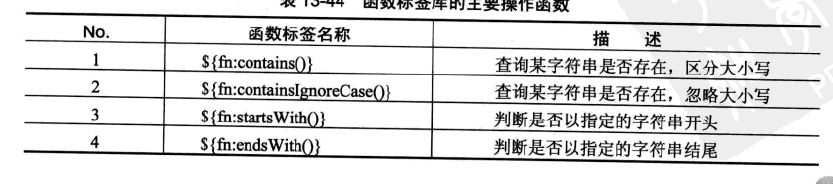 表 13-44 函数标签库的主要操作函数
No. 函数标签名称 描 述
1 ${fn:contains()} 查询某字符串是否存在，区分大小写
2 ${fn:containsIgnoreCase()} 查询某字符串是否存在，忽略大小写
3 ${fn:startsWith()} 判断是否以指定的字符串开头
4 ${fn:endsWith()} 判断是否以指定的字符串结尾